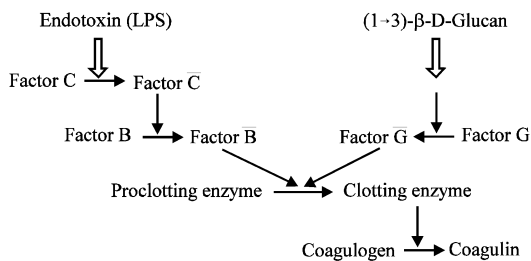 Endotoxin (LPS) (1→3)-β-D-Glucan
Factor C Factor C̅
Factor B Factor B̅ Factor G̅ Factor G
Proclotting enzyme Clotting enzyme
Coagulogen Coagulin